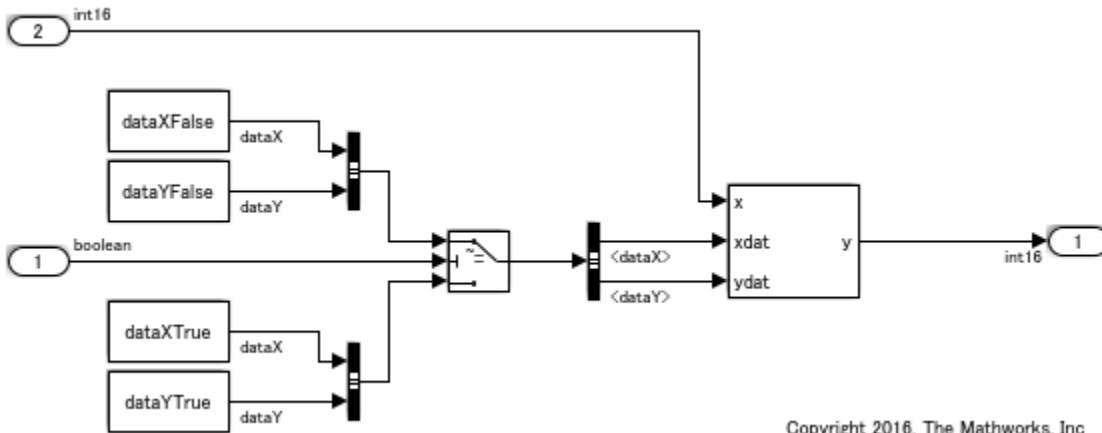 int16
2
dataXFalse
dataX
dataYFalse
dataY
boolean
1
~=
x
xdat
ydat
y
<dataX>
<dataY>
1
int16
dataXTrue
dataX
dataYTrue
dataY
Copyright 2016, The Mathworks, Inc